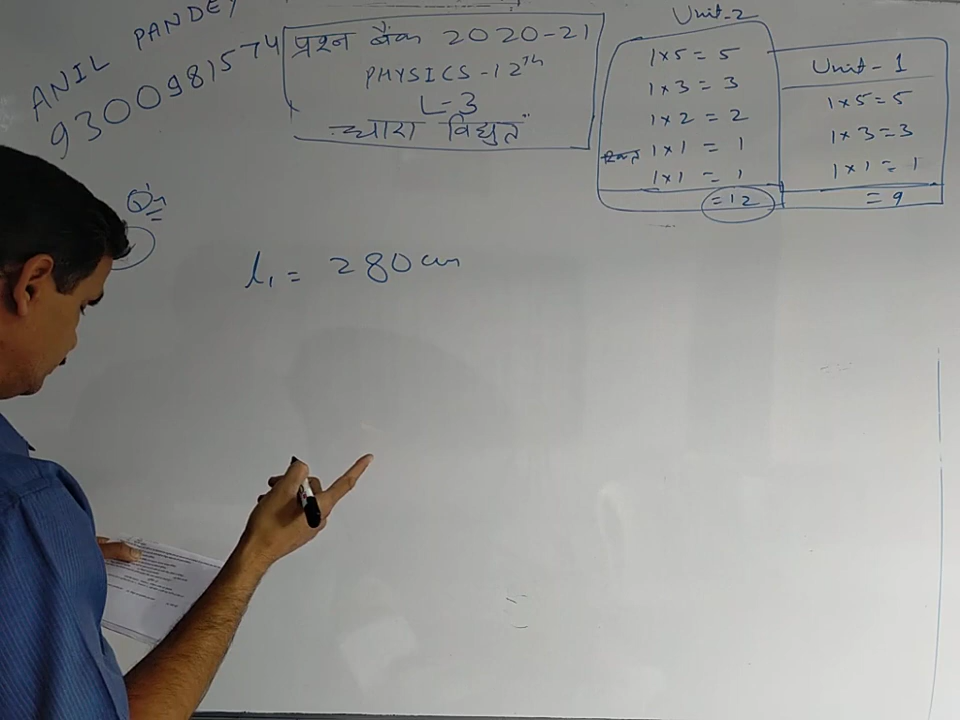 ANIL PANDEY
9300981574
प्रश्न बैंक 2020-21
PHYSICS-12th
L-3
धारा विद्युत"
Unit-2
1×5 = 5
1×3 = 3
1×2 = 2
1×1 = 1
1×1 = 1
=12
Unit-1
1×5=5
1×3=3
1×1=1
=9
l₁ = 280cm